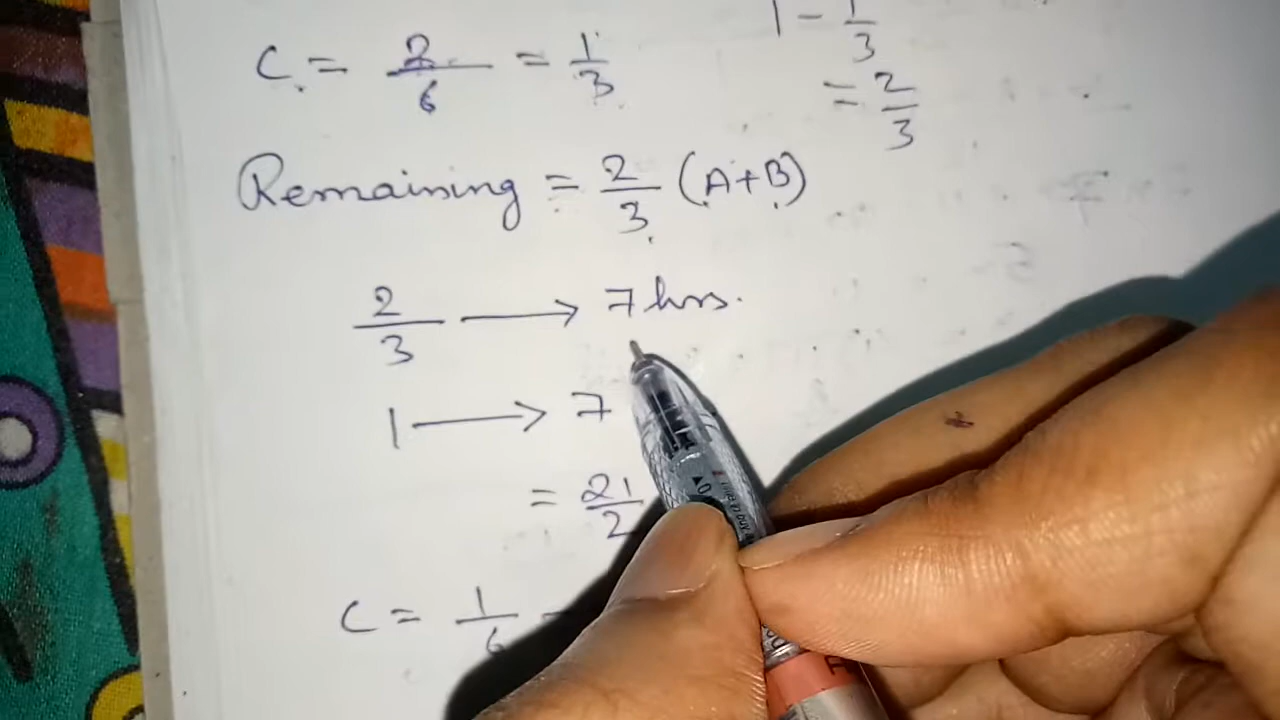 C = 2/6 = 1/3
1 - 1/3
= 2/3
Remaining = 2/3 (A+B)
2/3 → 7 hrs.
1 → 7
= 21/2
C = 1/6 -